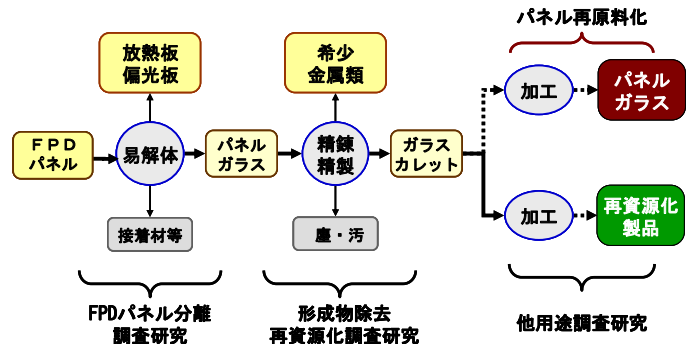 パネル再原料化
放熱板
偏光板
希少
金属類
加工
パネル
ガラス
ＦＰＤ
パネル
易解体
パネル
ガラス
精錬
精製
ガラス
カレット
接着材等
塵・汚
加工
再資源化
製品
FPDパネル分離
調査研究
形成物除去
再資源化調査研究
他用途調査研究